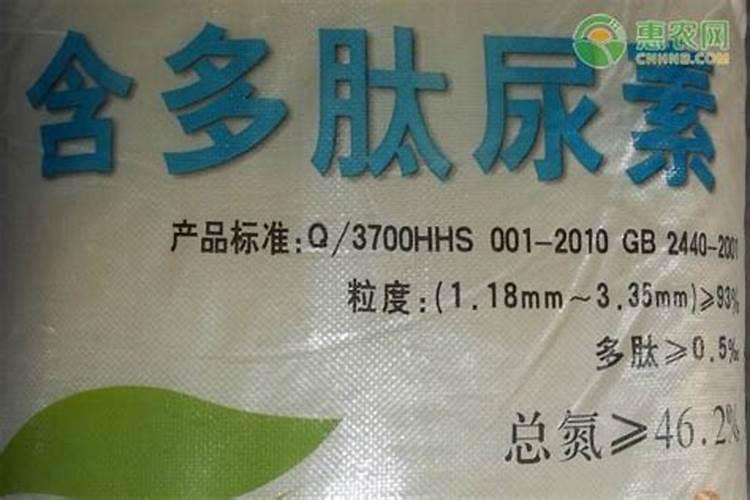 惠农网
CNHNB.COM
含多肽尿素
产品标准:Q/3700HHS 001-2010 GB 2440-2001
粒度:(1.18mm~3.35mm)≥93%
多肽≥0.5‰
总氮≥46.2%